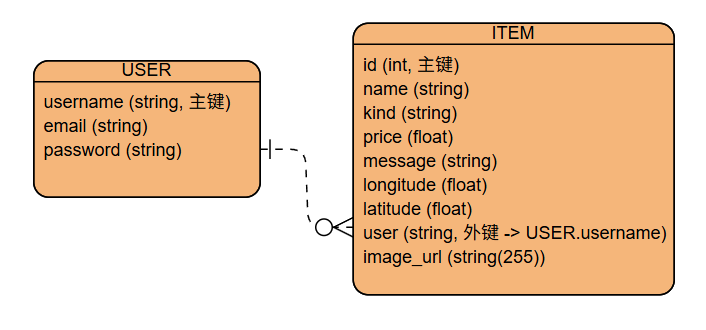 USER
username (string, 主键)
email (string)
password (string)
ITEM
id (int, 主键)
name (string)
kind (string)
price (float)
message (string)
longitude (float)
latitude (float)
user (string, 外键 -> USER.username)
image_url (string(255))